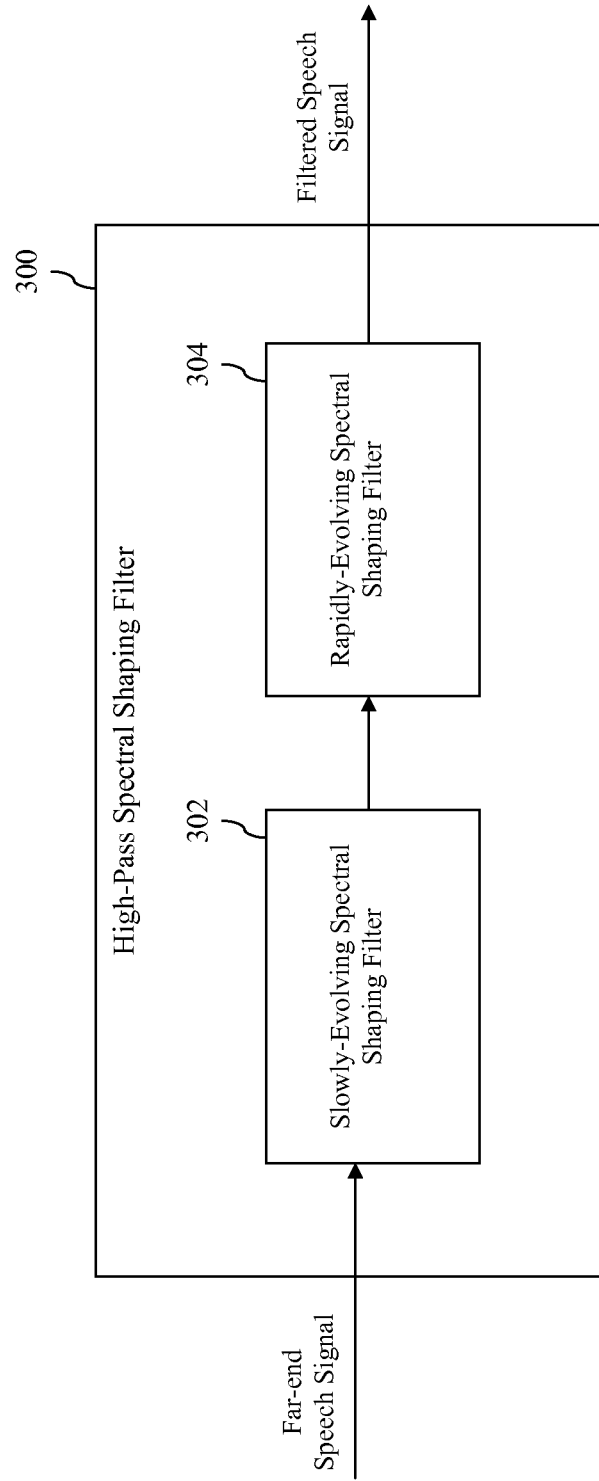 300
High-Pass Spectral Shaping Filter
Far-end
Speech Signal
302
Slowly-Evolving Spectral
Shaping Filter
304
Rapidly-Evolving Spectral
Shaping Filter
Filtered Speech
Signal